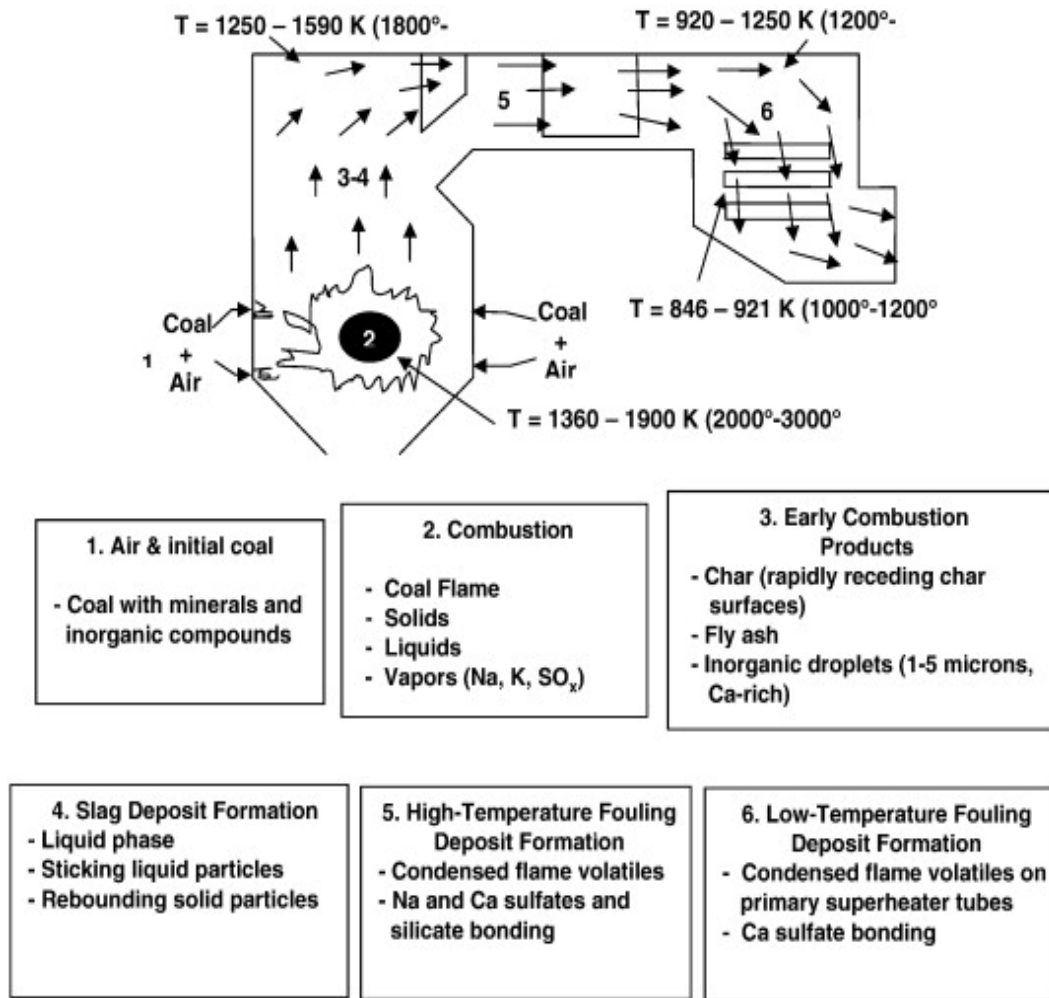 T = 1250 – 1590 K (1800°-
T = 920 – 1250 K (1200°-
5
6
3-4
T = 846 – 921 K (1000°-1200°
Coal
+
Air
1
2
Coal
+
Air
T = 1360 – 1900 K (2000°-3000°
1. Air & initial coal
- Coal with minerals and
inorganic compounds
2. Combustion
- Coal Flame
- Solids
- Liquids
- Vapors (Na, K, SOₓ)
3. Early Combustion
Products
- Char (rapidly receding char
surfaces)
- Fly ash
- Inorganic droplets (1-5 microns,
Ca-rich)
4. Slag Deposit Formation
- Liquid phase
- Sticking liquid particles
- Rebounding solid particles
5. High-Temperature Fouling
Deposit Formation
- Condensed flame volatiles
- Na and Ca sulfates and
silicate bonding
6. Low-Temperature Fouling
Deposit Formation
- Condensed flame volatiles on
primary superheater tubes
- Ca sulfate bonding